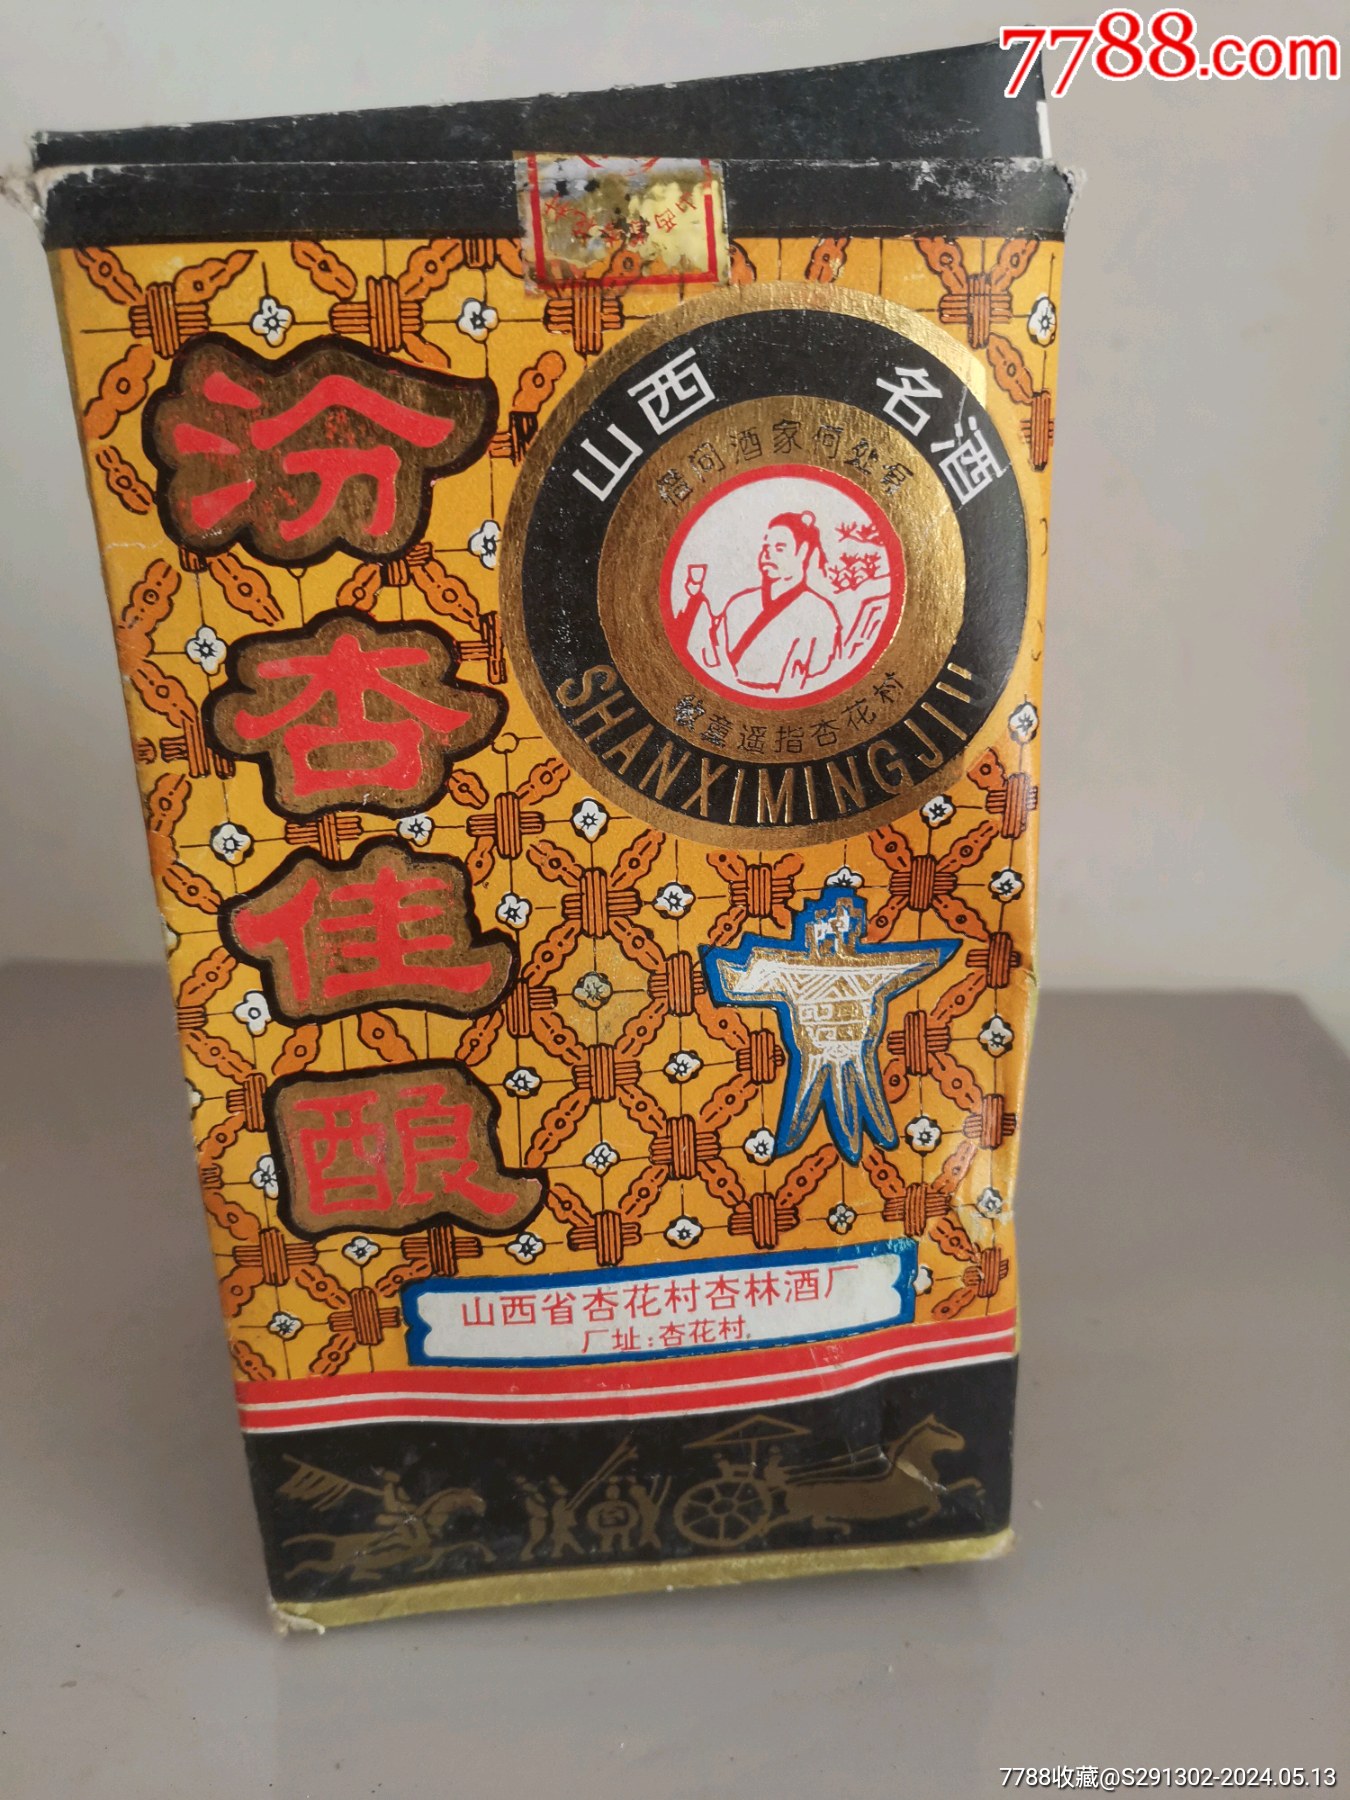 7788.com
山西 名酒
借问酒家何处有
牧童遥指杏花村
SHANXIMINGJIU
汾杏佳酿
山西省杏花村杏林酒厂
厂址:杏花村.
7788收藏@S291302-2024.05.13